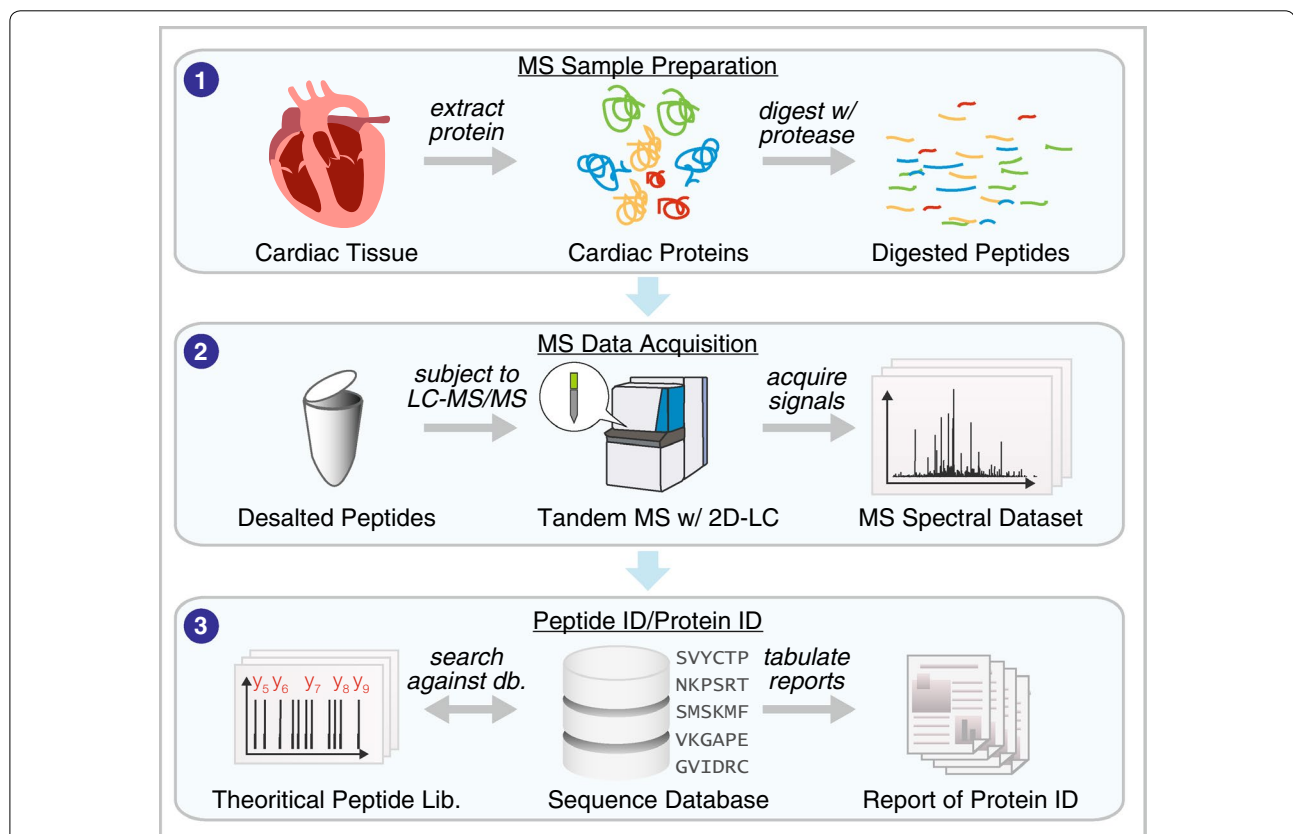 1
MS Sample Preparation
extract
protein
digest w/
protease
Cardiac Tissue
Cardiac Proteins
Digested Peptides
2
MS Data Acquisition
subject to
LC-MS/MS
acquire
signals
Desalted Peptides
Tandem MS w/ 2D-LC
MS Spectral Dataset
3
Peptide ID/Protein ID
y5 y6 y7 y8 y9
search
against db.
SVYCTP
NKPSRT
SMSKMF
VKGAPE
GVIDRC
tabulate
reports
Theoritical Peptide Lib.
Sequence Database
Report of Protein ID